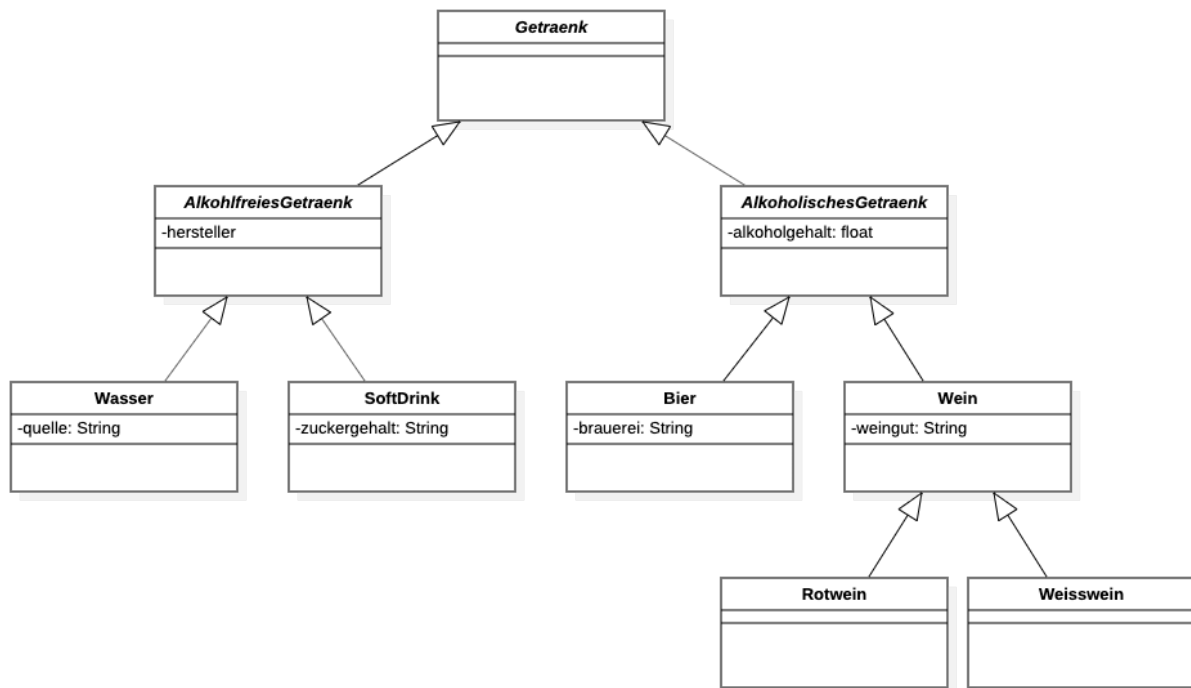 Getraenk
AlkohlfreiesGetraenk
-hersteller
AlkoholischesGetraenk
-alkoholgehalt: float
Wasser
-quelle: String
SoftDrink
-zuckergehalt: String
Bier
-brauerei: String
Wein
-weingut: String
Rotwein
Weisswein